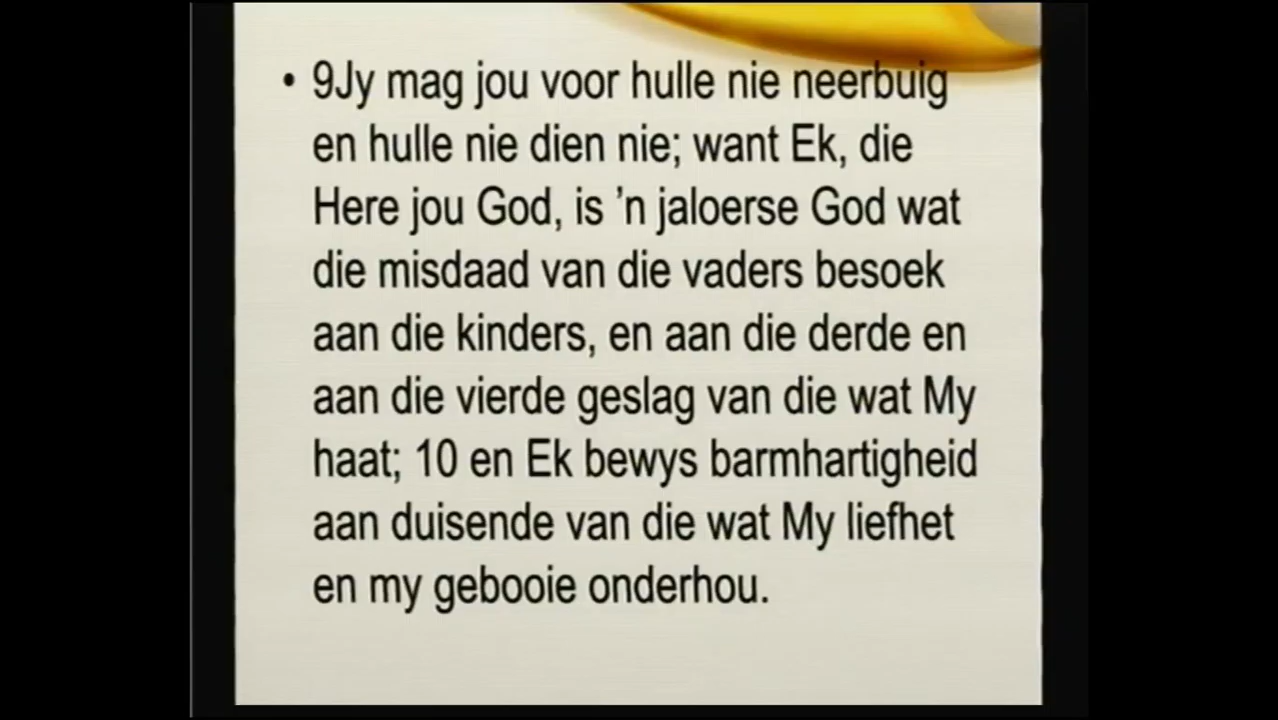 • 9Jy mag jou voor hulle nie neerbuig
en hulle nie dien nie; want Ek, die
Here jou God, is ’n jaloerse God wat
die misdaad van die vaders besoek
aan die kinders, en aan die derde en
aan die vierde geslag van die wat My
haat; 10 en Ek bewys barmhartigheid
aan duisende van die wat My liefhet
en my gebooie onderhou.